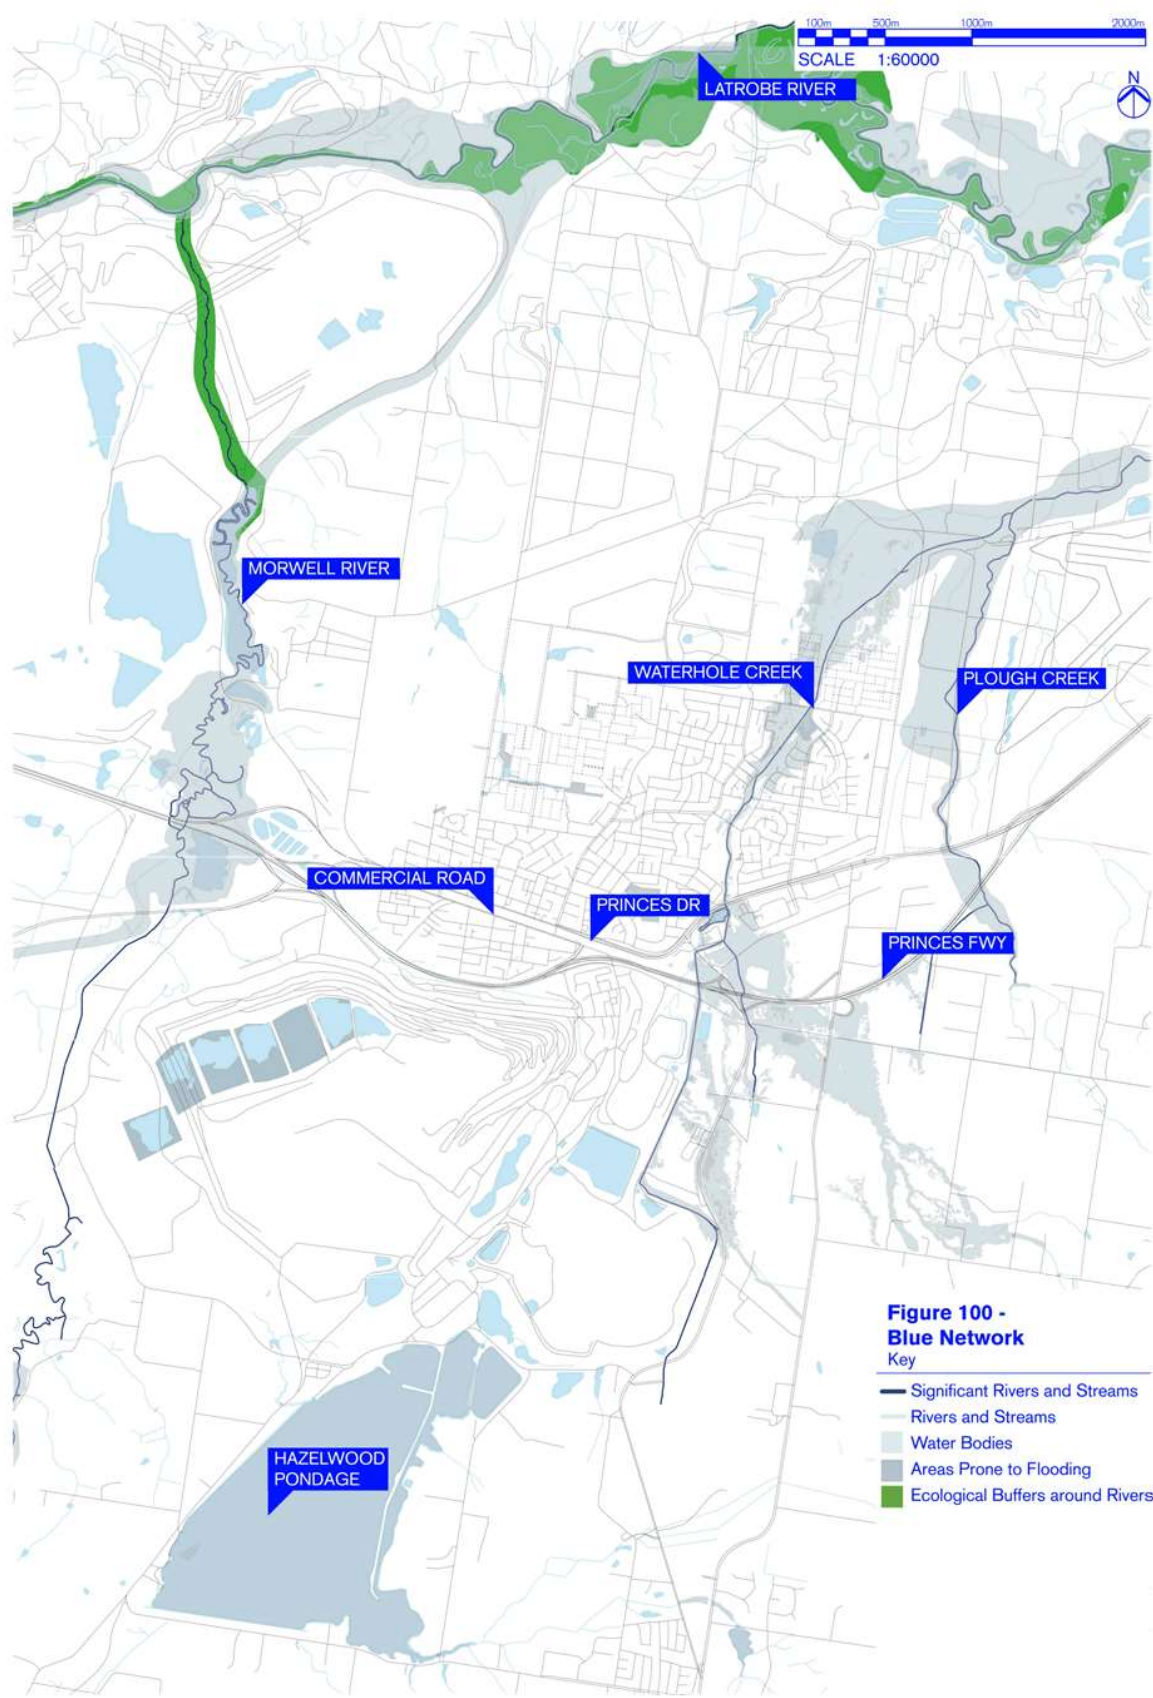 100m 500m 1000m 2000m
SCALE 1:60000
N
LATROBE RIVER
MORWELL RIVER
WATERHOLE CREEK
PLOUGH CREEK
COMMERCIAL ROAD
PRINCES DR
PRINCES FWY
HAZELWOOD
PONDAGE
Figure 100 -
Blue Network
Key
Significant Rivers and Streams
Rivers and Streams
Water Bodies
Areas Prone to Flooding
Ecological Buffers around Rivers